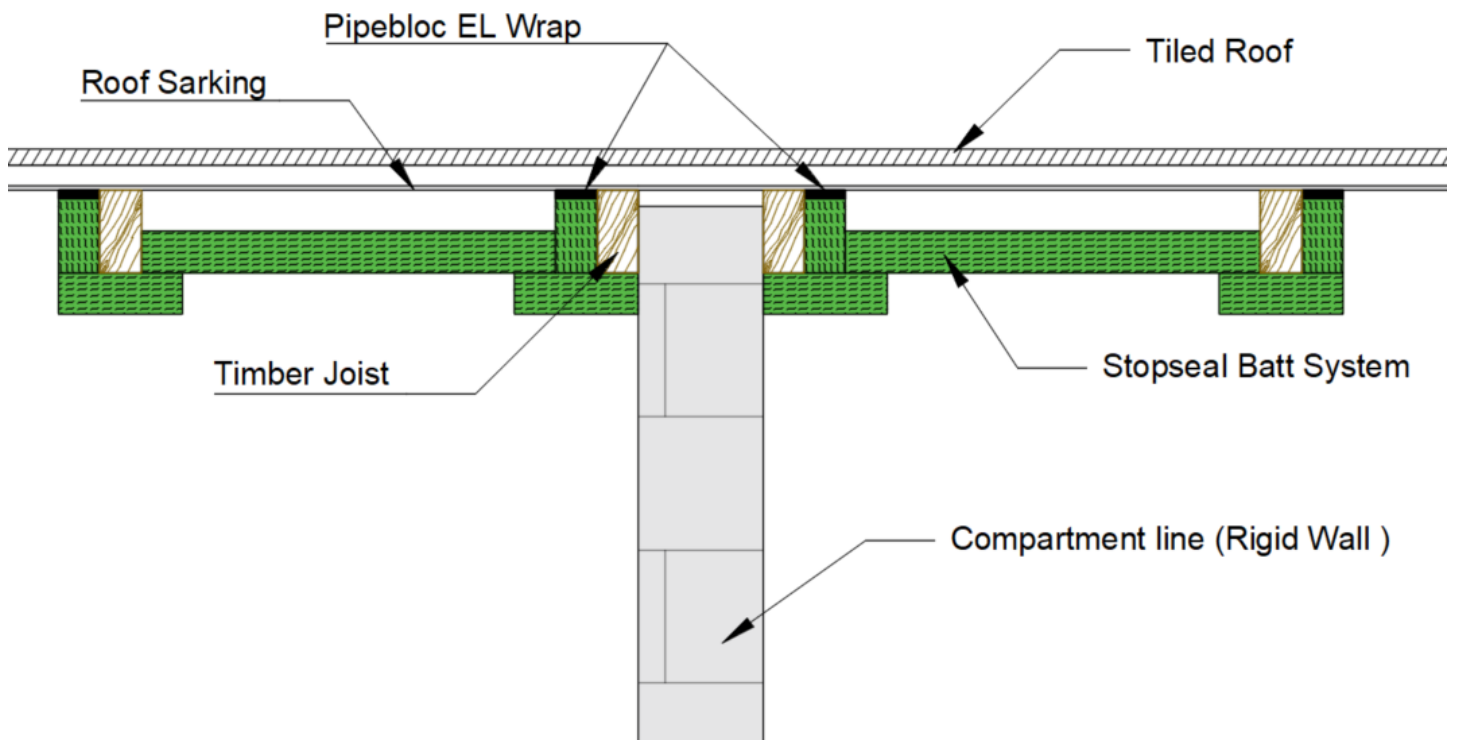 Pipebloc EL Wrap
Tiled Roof
Roof Sarking
Timber Joist
Stopseal Batt System
Compartment line (Rigid Wall )